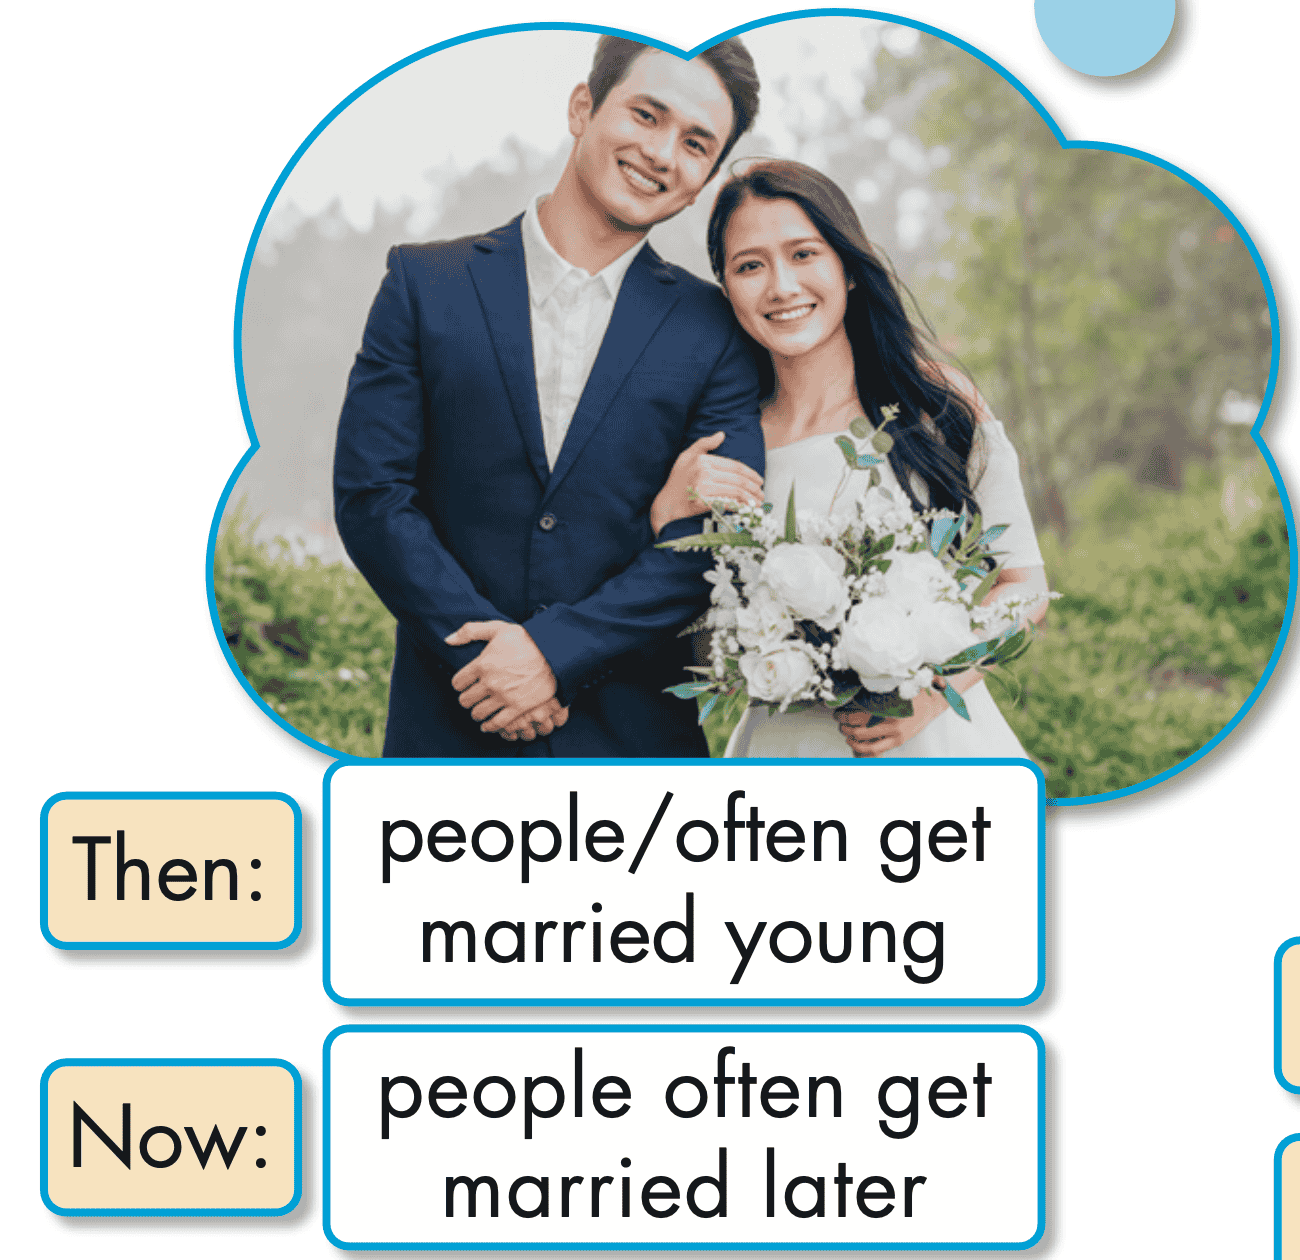 Then:
people/often get
married young
Now:
people often get
married later